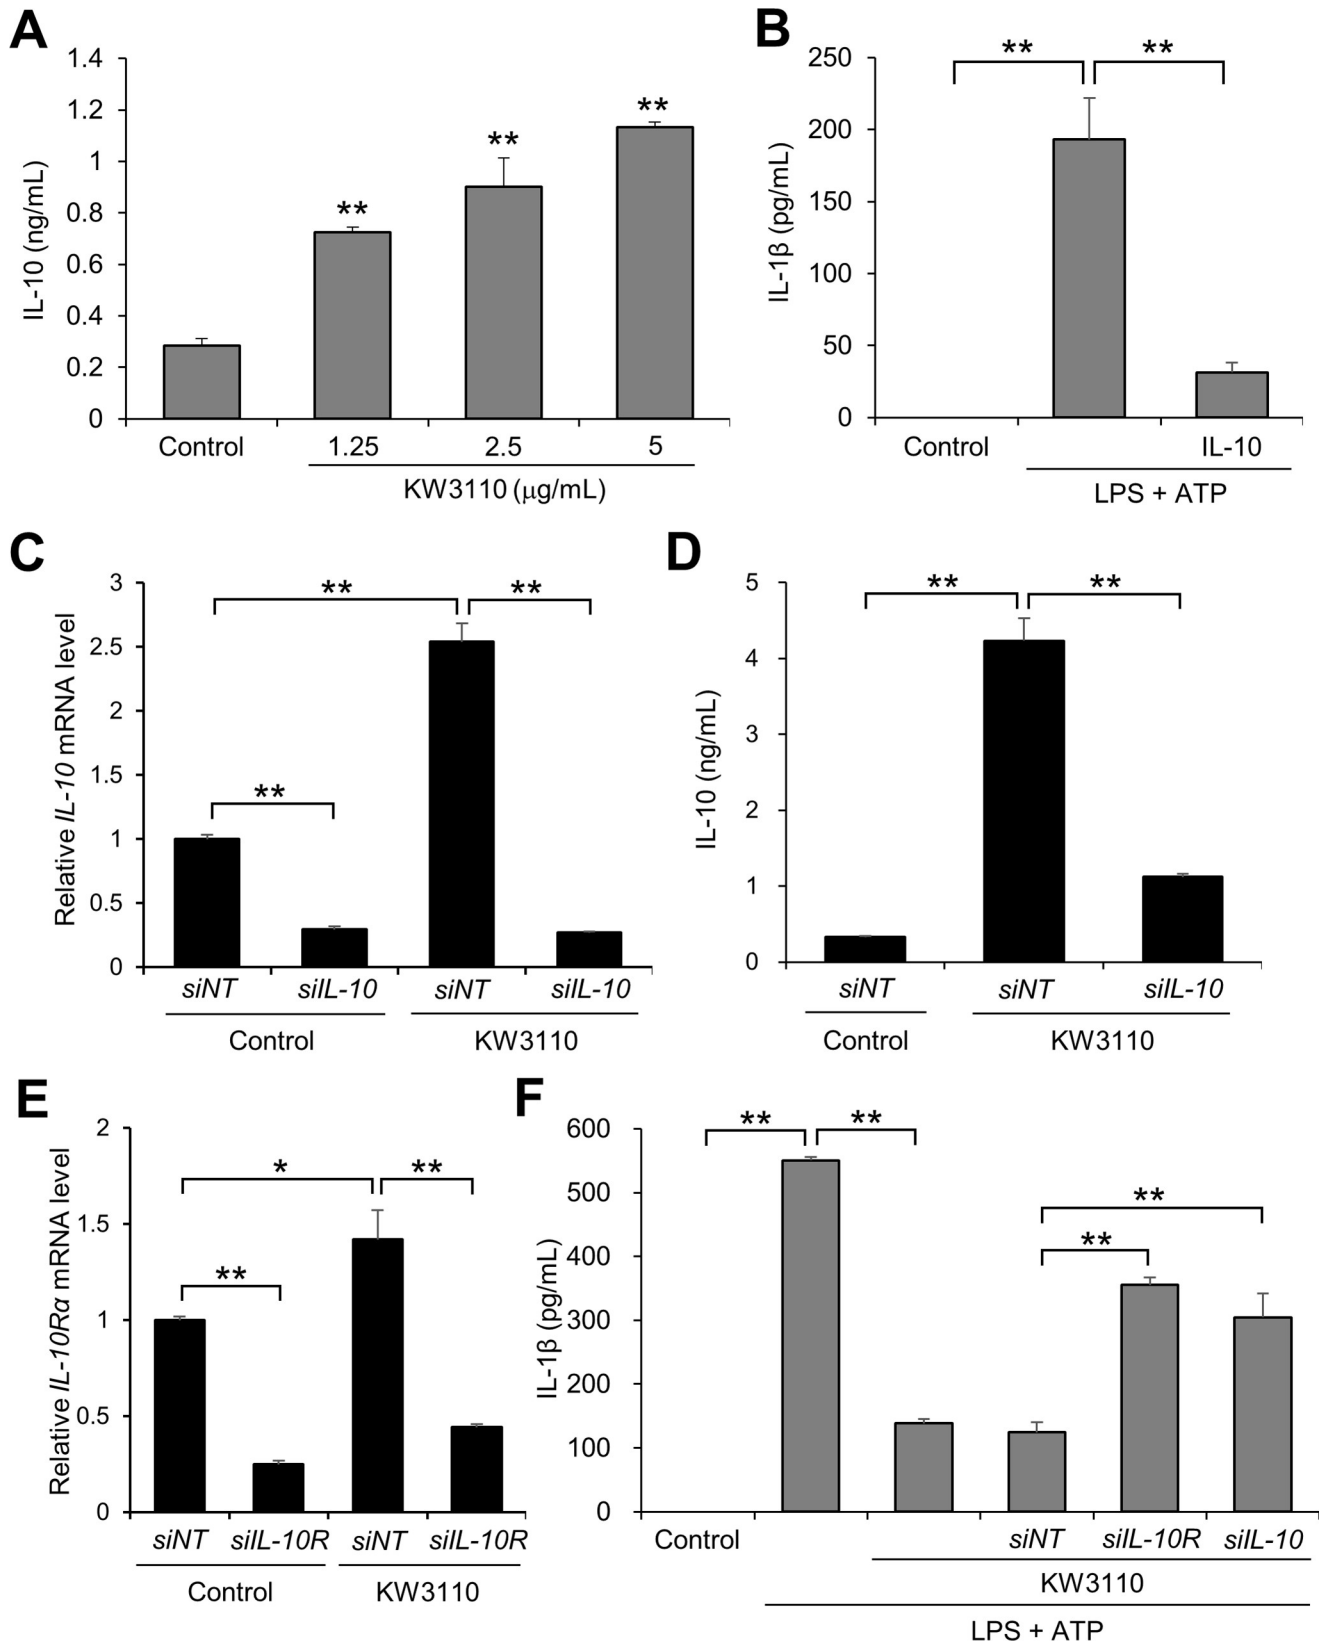 A
IL-10 (ng/mL)
1.4
1.2
1
0.8
0.6
0.4
0.2
0
**
**
**
Control
1.25
2.5
5
KW3110 (μg/mL)
B
IL-1β (pg/mL)
250
200
150
100
50
0
**
**
Control
IL-10
LPS + ATP
C
Relative IL-10 mRNA level
3
2.5
2
1.5
1
0.5
0
**
**
**
siNT
siIL-10
siNT
siIL-10
Control
KW3110
D
IL-10 (ng/mL)
5
4
3
2
1
0
**
**
siNT
siNT
siIL-10
Control
KW3110
E
Relative IL-10Rα mRNA level
2
1.5
1
0.5
0
*
**
**
siNT
siIL-10R
siNT
siIL-10R
Control
KW3110
F
IL-1β (pg/mL)
600
500
400
300
200
100
0
**
**
**
**
Control
siNT
siIL-10R
siIL-10
KW3110
LPS + ATP